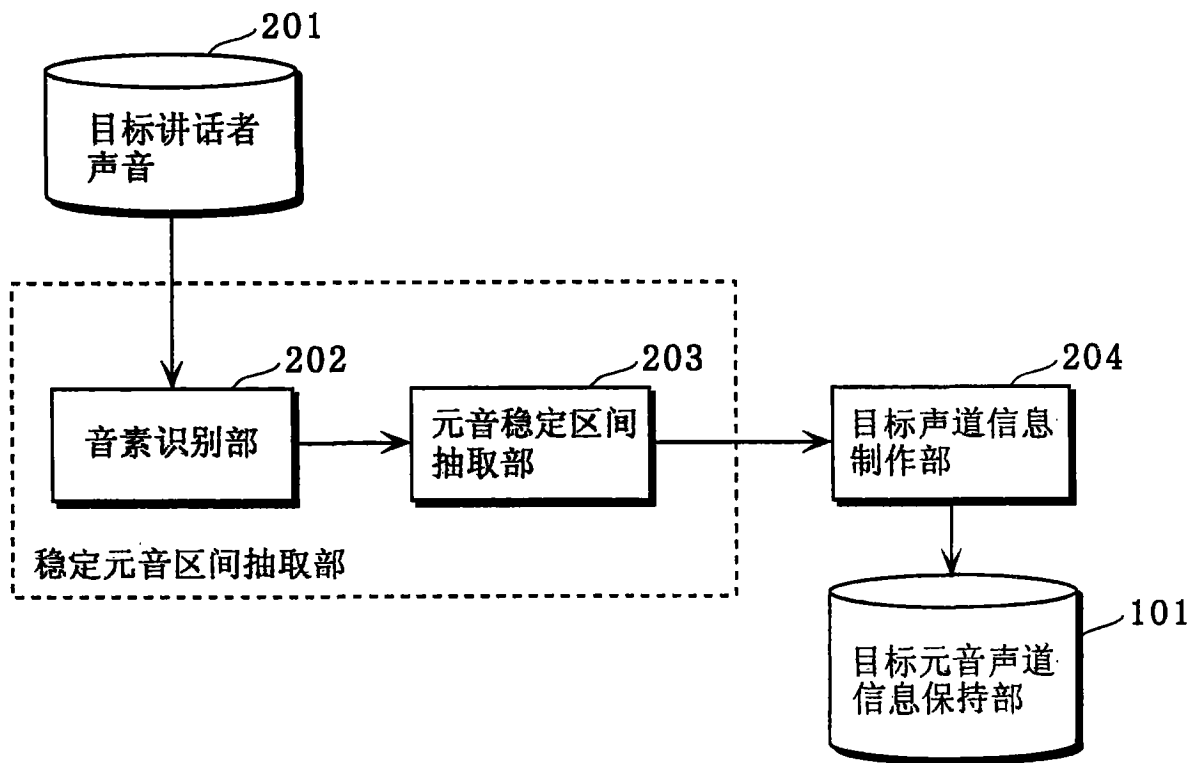 201
目标讲话者
声音
202
音素识别部
203
元音稳定区间
抽取部
204
目标声道信息
制作部
稳定元音区间抽取部
101
目标元音声道
信息保持部